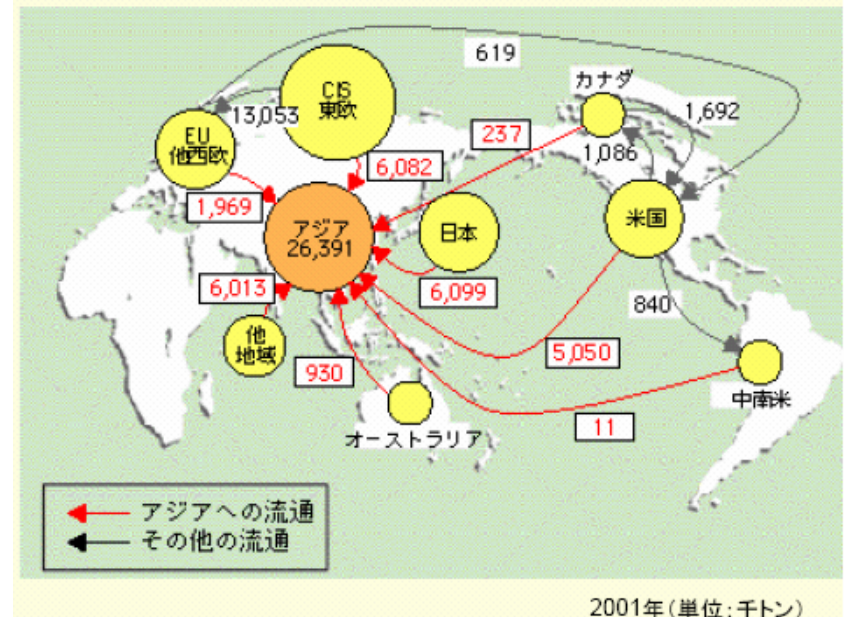 619
カナダ
CIS
東欧
13,053
1,692
EU
他西欧
237
1,086
6,082
1,969
アジア
26,391
日本
米国
6,013
6,099
840
他
地域
930
5,050
中南米
11
オーストラリア
アジアへの流通
その他の流通
2001年(単位:千トン)